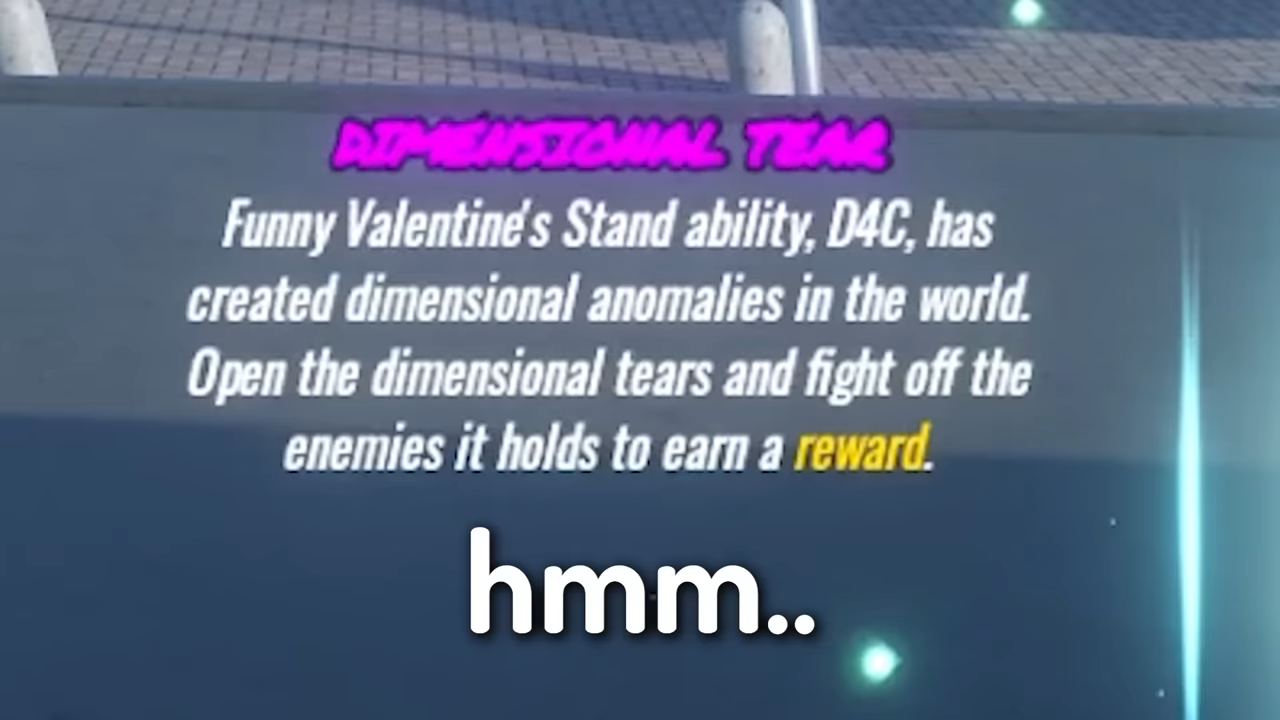 DIMENSIONAL TEAR
Funny Valentine's Stand ability, D4C, has
created dimensional anomalies in the world.
Open the dimensional tears and fight off the
enemies it holds to earn a reward.
hmm..